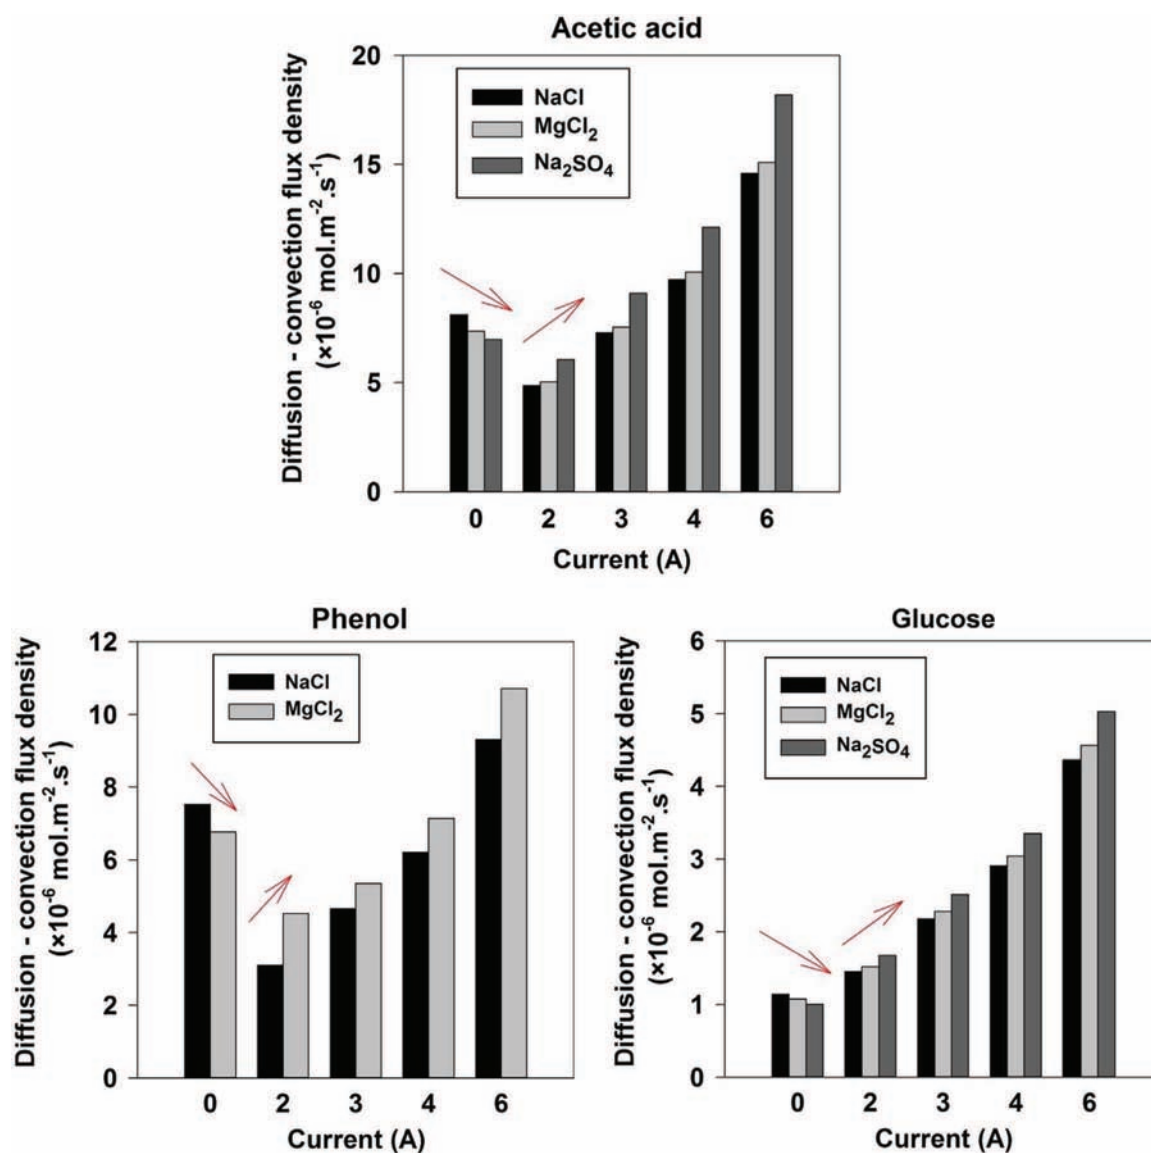 Acetic acid
Diffusion - convection flux density
(×10⁻⁶ mol.m⁻².s⁻¹)
20
15
10
5
0
NaCl
MgCl₂
Na₂SO₄
0 2 3 4 6
Current (A)
Phenol
Diffusion - convection flux density
(×10⁻⁶ mol.m⁻².s⁻¹)
12
10
8
6
4
2
0
NaCl
MgCl₂
0 2 3 4 6
Current (A)
Glucose
Diffusion - convection flux density
(×10⁻⁶ mol.m⁻².s⁻¹)
6
5
4
3
2
1
0
NaCl
MgCl₂
Na₂SO₄
0 2 3 4 6
Current (A)